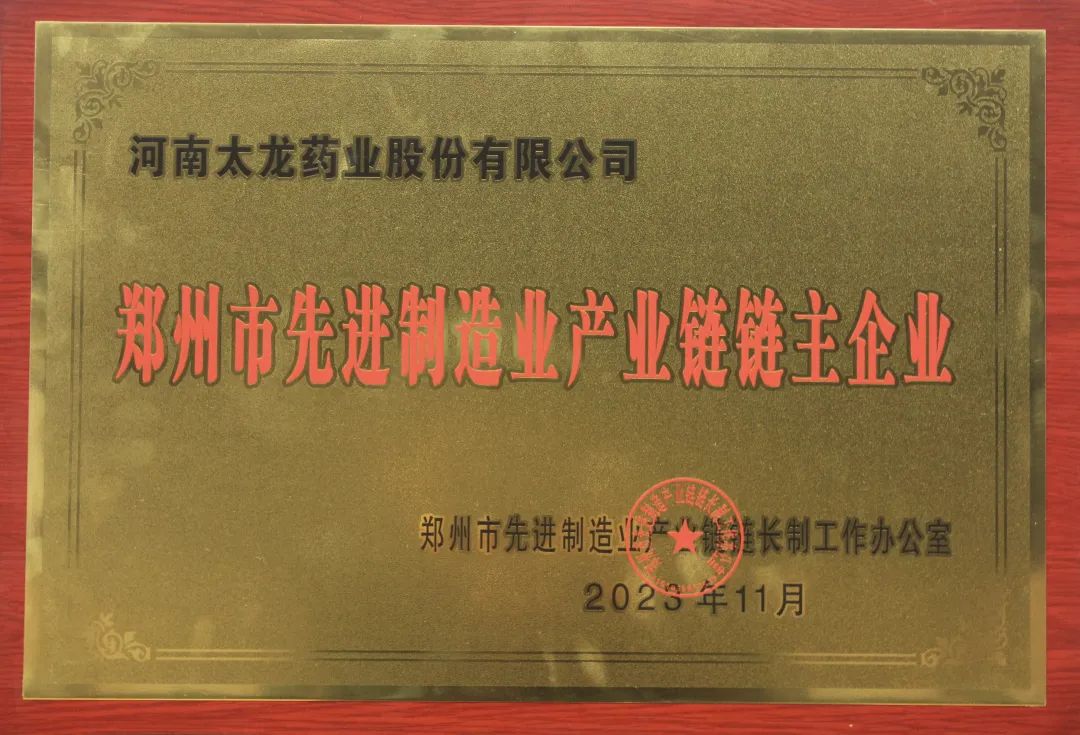 河南太龙药业股份有限公司
郑州市先进制造业产业链链主企业
郑州市先进制造业产业链链长制工作办公室
2023年11月